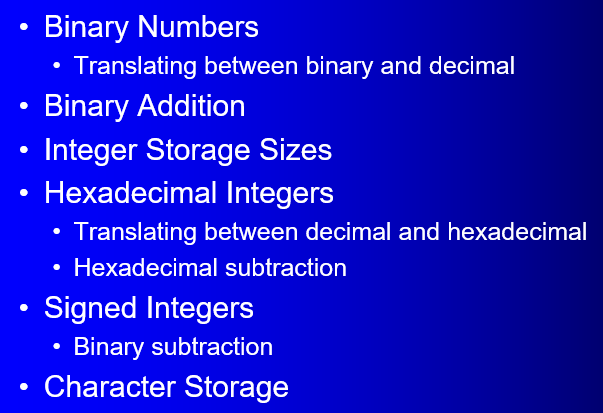 • Binary Numbers
• Translating between binary and decimal
• Binary Addition
• Integer Storage Sizes
• Hexadecimal Integers
• Translating between decimal and hexadecimal
• Hexadecimal subtraction
• Signed Integers
• Binary subtraction
• Character Storage